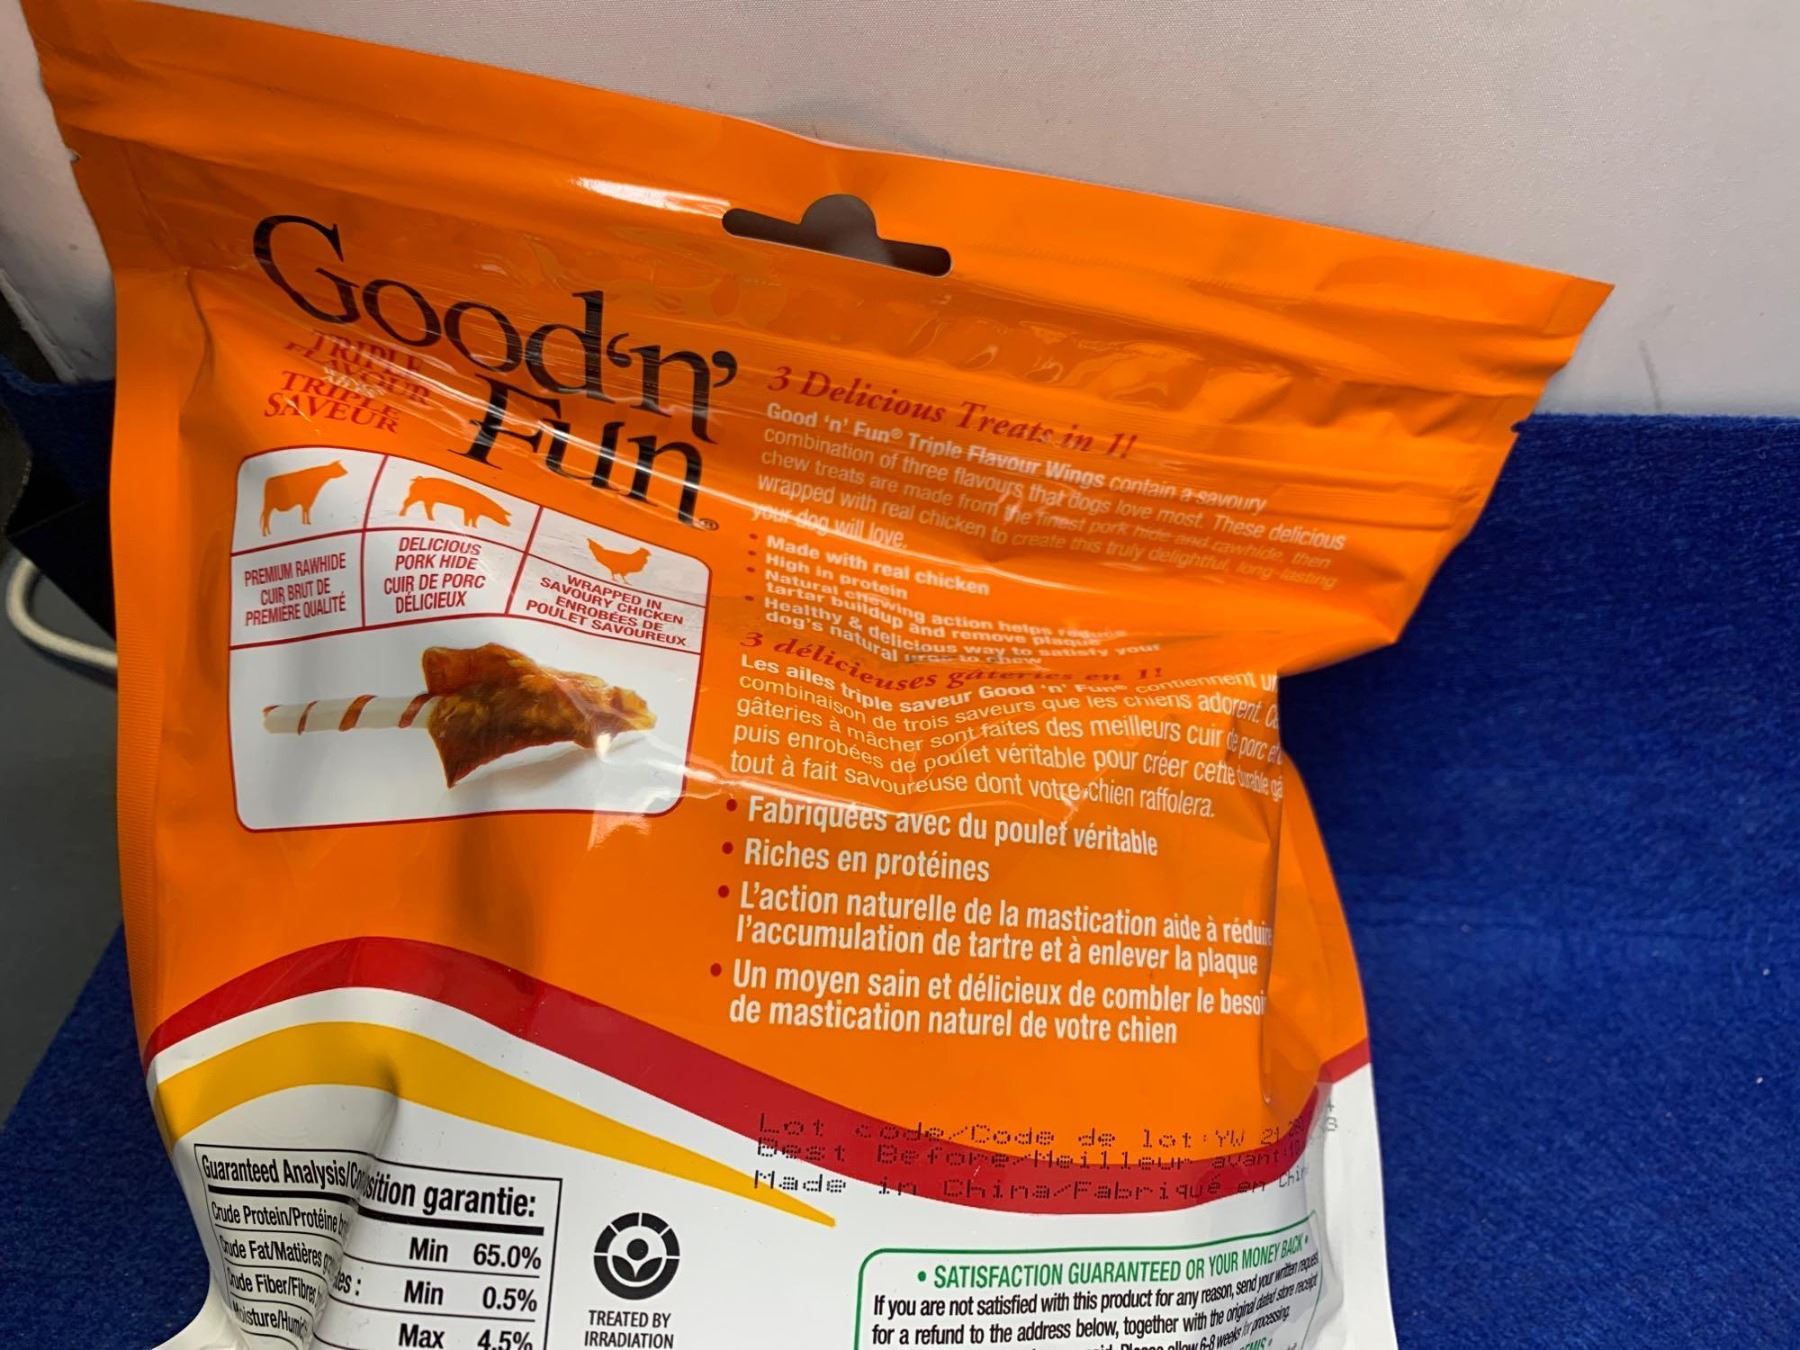 Good'n'
Fun®
TRIPLE
FLAVOUR
WINGS
TRIPLE
SAVEUR
PREMIUM RAWHIDE
CUIR BRUT DE
PREMIÈRE QUALITÉ
DELICIOUS
PORK HIDE
CUIR DE PORC
DÉLICIEUX
WRAPPED IN
SAVOURY CHICKEN
ENROBÉES DE
POULET SAVOUREUX
3 Delicious Treats in 1!
Good 'n' Fun® Triple Flavour Wings contain a savoury
combination of three flavours that dogs love most. These delicious
chew treats are made from the finest pork hide and rawhide, then
wrapped with real chicken to create this truly delightful, long-lasting
your dog will love.
• Made with real chicken
• High in protein
• Natural chewing action helps reduce
tartar buildup and remove plaque
• Healthy & delicious way to satisfy your
dog's natural urge to chew
3 délicieuses gâteries en 1!
Les ailes triple saveur Good 'n' Fun® contiennent un
combinaison de trois saveurs que les chiens adorent.
gâteries à mâcher sont faites des meilleurs cuir de porc et
puis enrobées de poulet véritable pour créer cette durable
tout à fait savoureuse dont votre chien raffolera.
• Fabriquées avec du poulet véritable
• Riches en protéines
• L'action naturelle de la mastication aide à réduire
l'accumulation de tartre et à enlever la plaque
• Un moyen sain et délicieux de combler le besoin
de mastication naturel de votre chien
Lot code/Code de lot: YW
Best Before/Meilleur avant
Made in China/Fabriqué en
Guaranteed Analysis/ garantie:
Crude Protein/Protéine Min 65.0%
Crude Fat/Matières Min 0.5%
Crude Fiber/Fibres Max 4.5%
Moisture/
TREATED BY
IRRADIATION
• SATISFACTION GUARANTEED OR YOUR MONEY BACK •
If you are not satisfied with this product for any reason, send your written request
for a refund to the address below, together with the original dated store receipt
Please allow 6-8 weeks for processing.